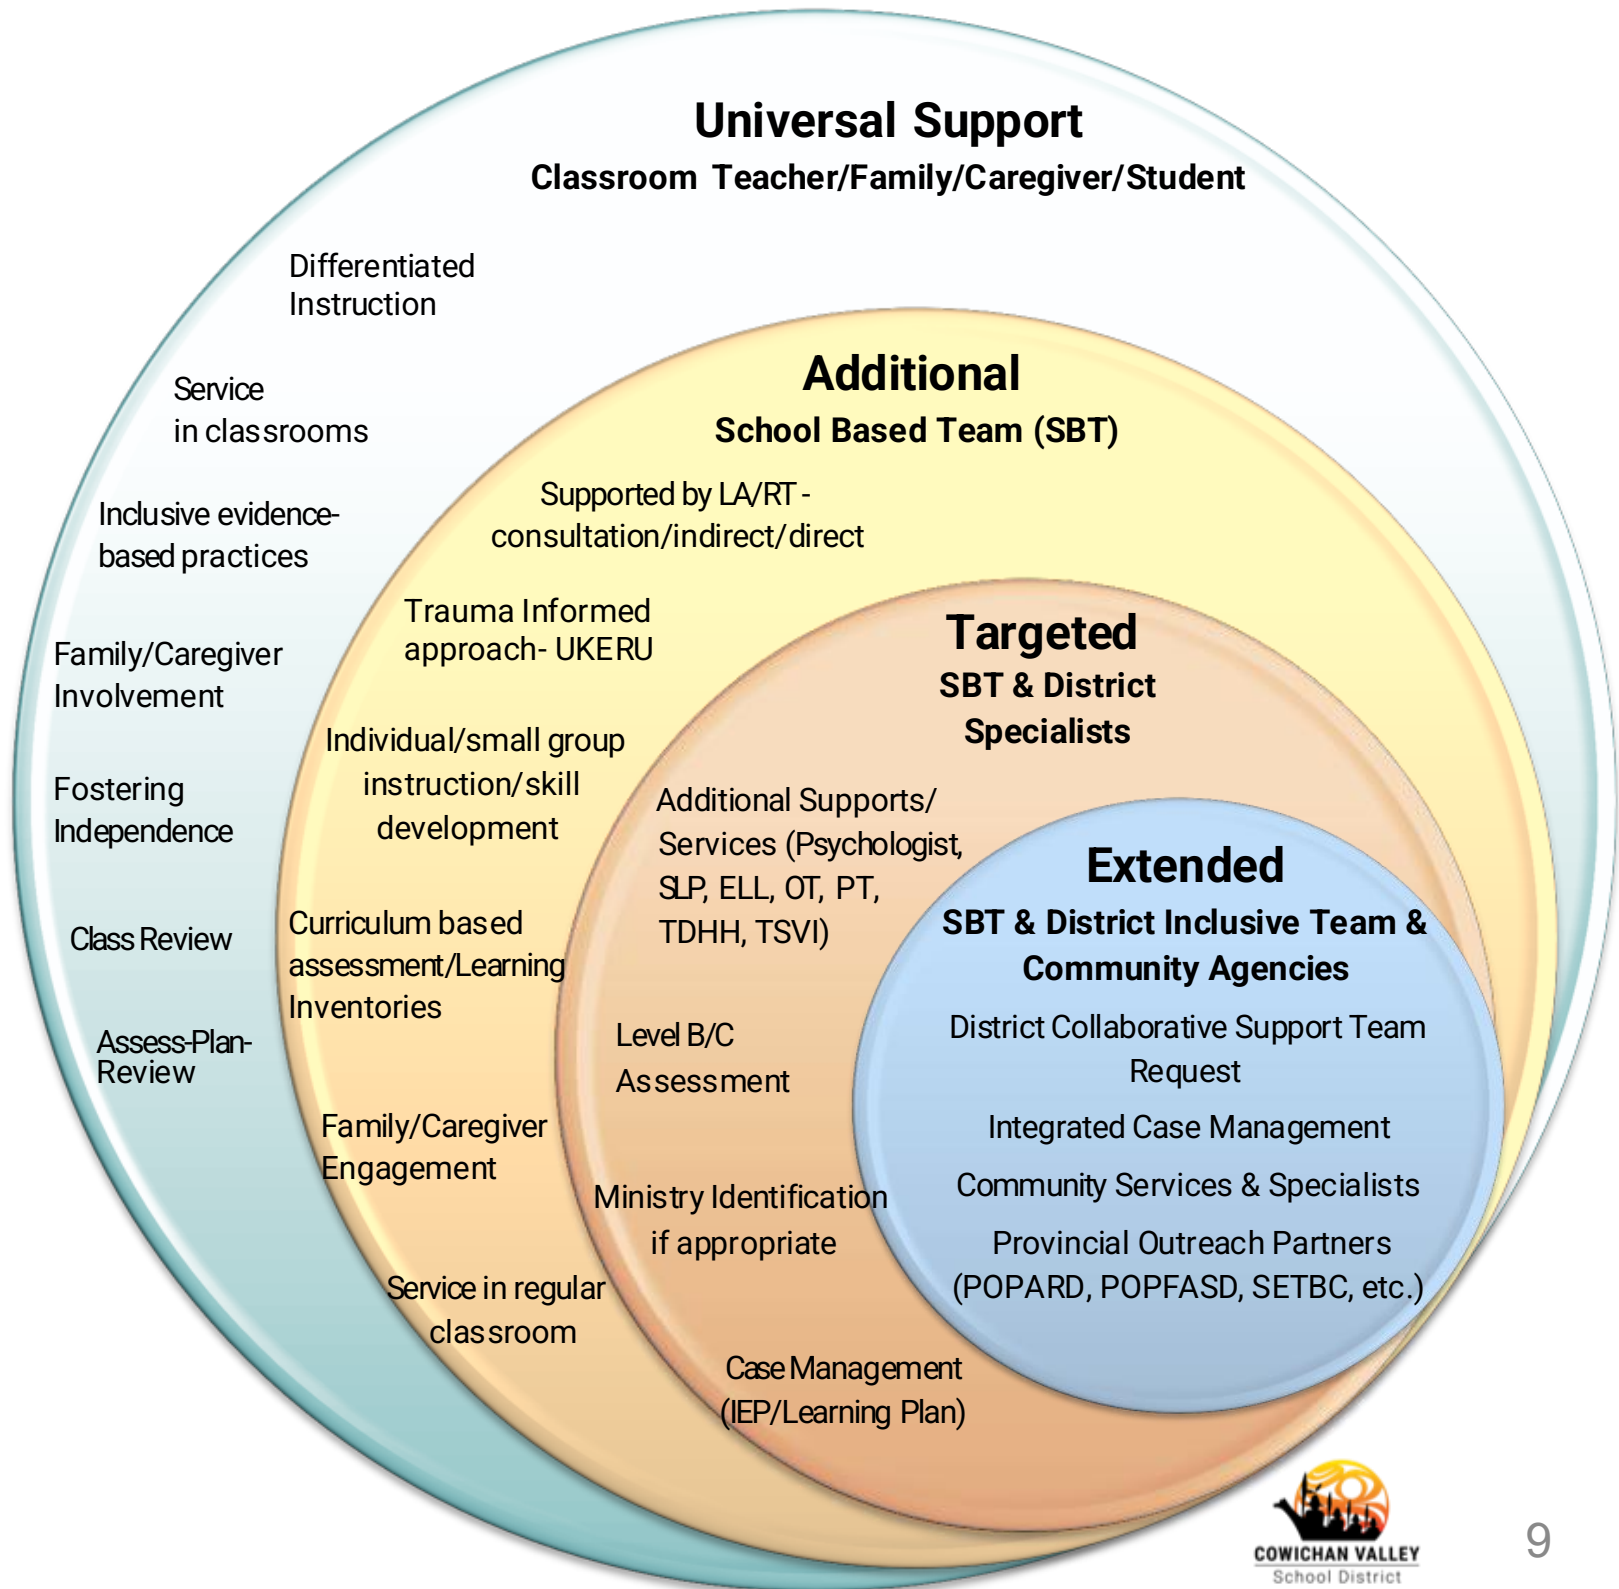 Universal Support
Classroom Teacher/Family/Caregiver/Student
Differentiated
Instruction
Service
in classrooms
Inclusive evidence-
based practices
Family/Caregiver
Involvement
Fostering
Independence
Class Review
Assess-Plan-
Review
Additional
School Based Team (SBT)
Supported by LA/RT -
consultation/indirect/direct
Trauma Informed
approach- UKERU
Individual/small group
instruction/skill
development
Curriculum based
assessment/Learning
Inventories
Family/Caregiver
Engagement
Service in regular
classroom
Targeted
SBT & District
Specialists
Additional Supports/
Services (Psychologist,
SLP, ELL, OT, PT,
TDHH, TSVI)
Level B/C
Assessment
Ministry Identification
if appropriate
Case Management
(IEP/Learning Plan)
Extended
SBT & District Inclusive Team &
Community Agencies
District Collaborative Support Team
Request
Integrated Case Management
Community Services & Specialists
Provincial Outreach Partners
(POPARD, POPFASD, SETBC, etc.)
COWICHAN VALLEY
School District
9